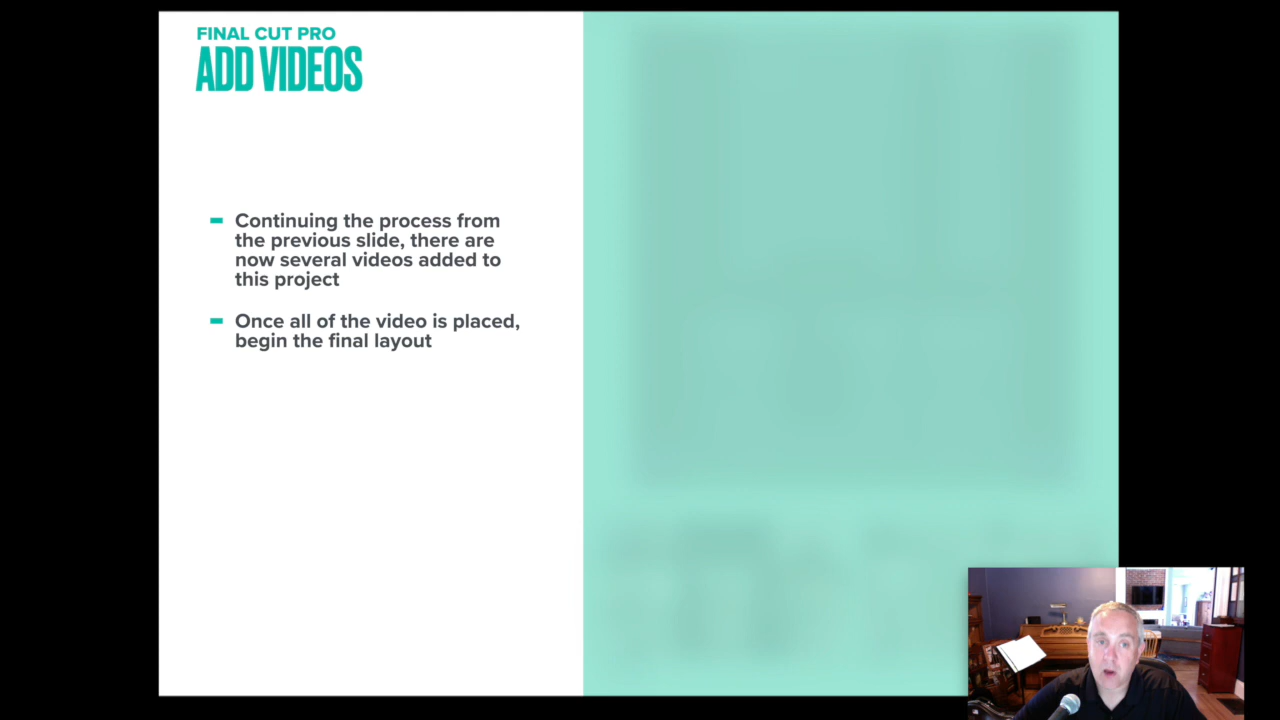 FINAL CUT PRO
ADD VIDEOS
Continuing the process from
the previous slide, there are
now several videos added to
this project
Once all of the video is placed,
begin the final layout